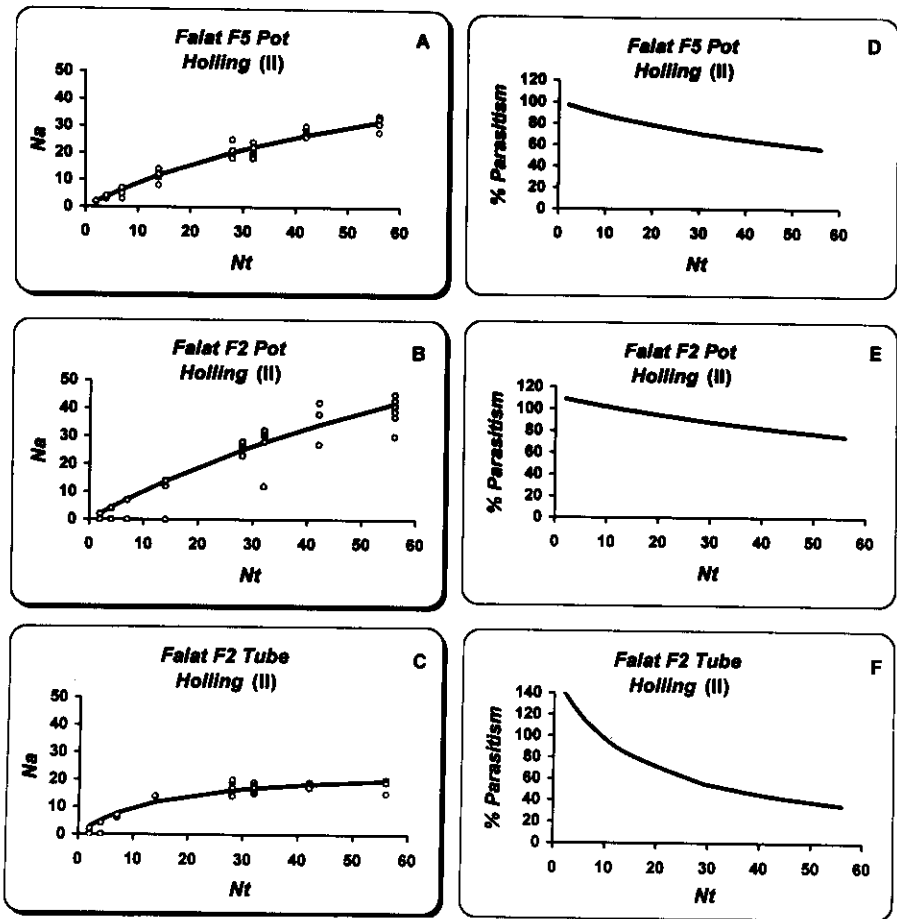 Falat F5 Pot
Holling (II)
A
50
40
30
20
10
0
Na
0 10 20 30 40 50 60
Nt
Falat F5 Pot
Holling (II)
D
120
100
80
60
40
20
0
% Parasitism
0 10 20 30 40 50 60
Nt
Falat F2 Pot
Holling (II)
B
50
40
30
20
10
0
Na
0 10 20 30 40 50 60
Nt
Falat F2 Pot
Holling (II)
E
120
100
80
60
40
20
0
% Parasitism
0 10 20 30 40 50 60
Nt
Falat F2 Tube
Holling (II)
C
50
40
30
20
10
0
Na
0 10 20 30 40 50 60
Nt
Falat F2 Tube
Holling (II)
F
140
120
100
80
60
40
20
0
% Parasitism
0 10 20 30 40 50 60
Nt